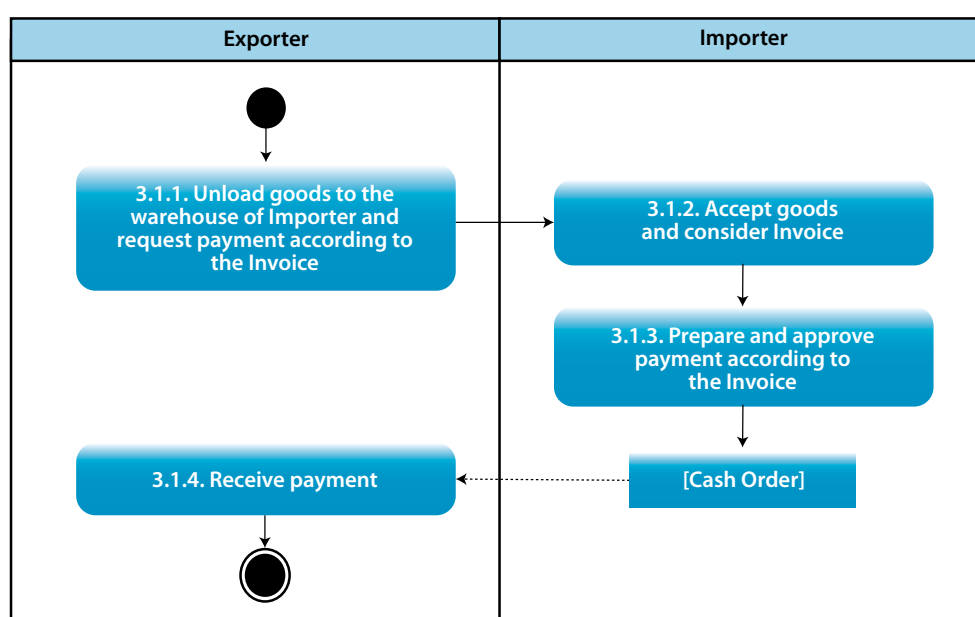 Exporter
Importer
3.1.1. Unload goods to the
warehouse of Importer and
request payment according to
the Invoice
3.1.2. Accept goods
and consider Invoice
3.1.3. Prepare and approve
payment according to
the Invoice
[Cash Order]
3.1.4. Receive payment